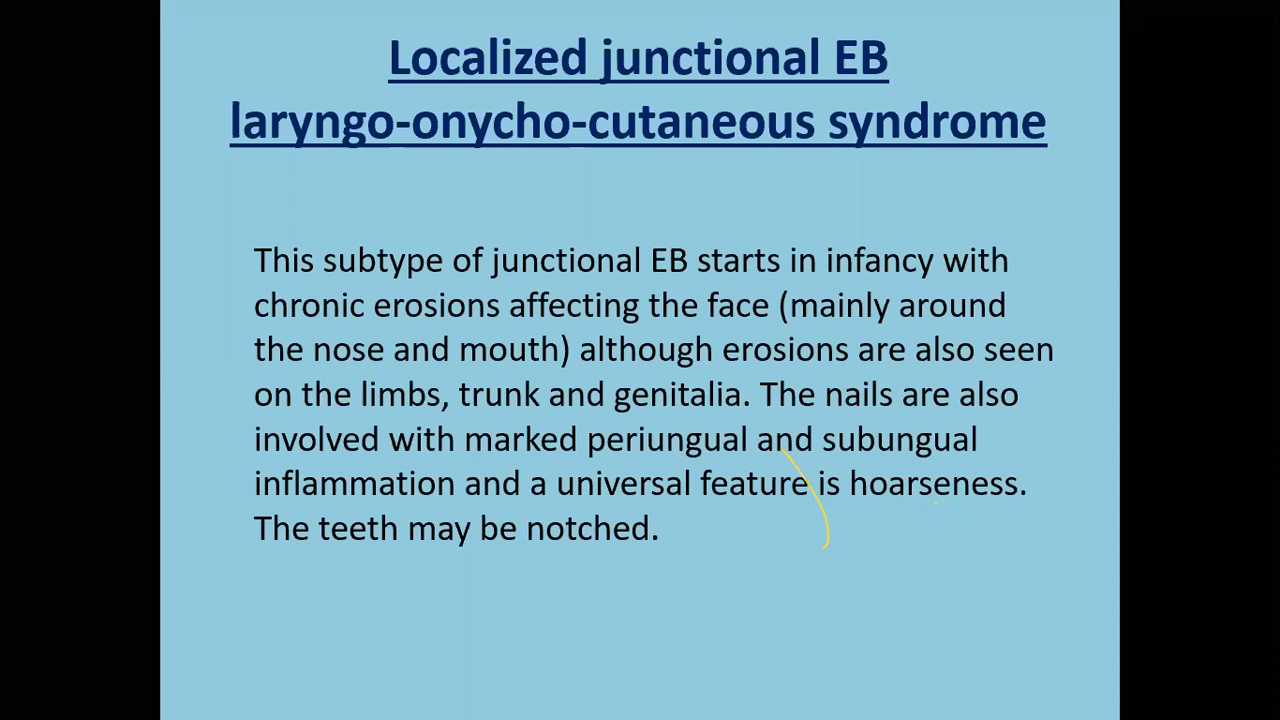 Localized junctional EB
laryngo-onycho-cutaneous syndrome
This subtype of junctional EB starts in infancy with
chronic erosions affecting the face (mainly around
the nose and mouth) although erosions are also seen
on the limbs, trunk and genitalia. The nails are also
involved with marked periungual and subungual
inflammation and a universal feature is hoarseness.
The teeth may be notched.